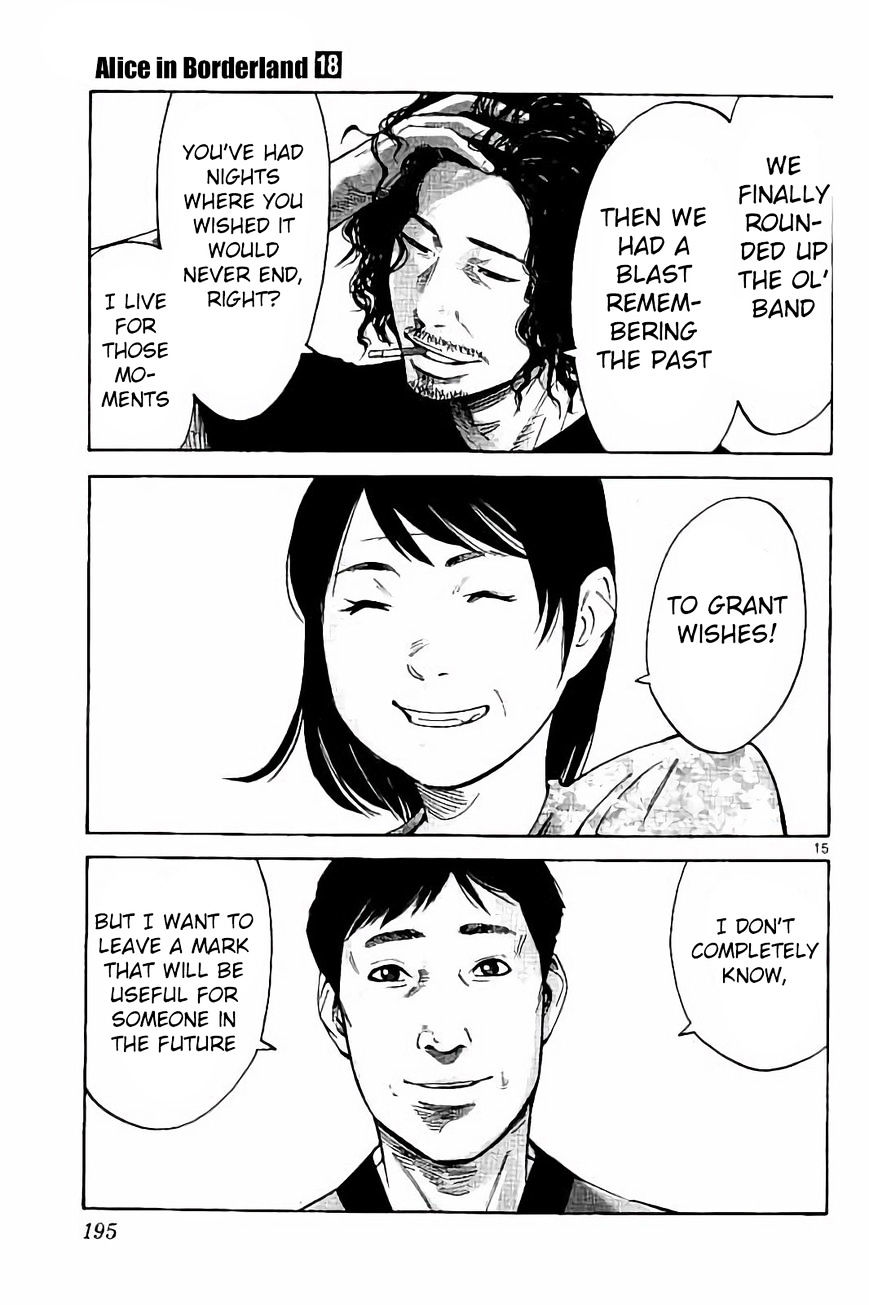 Alice in Borderland 18
WE
FINALLY
ROUN-
DED UP
THE OL'
BAND
THEN WE
HAD A
BLAST
REMEM-
BERING
THE PAST
YOU'VE HAD
NIGHTS
WHERE YOU
WISHED IT
WOULD
NEVER END,
RIGHT?
I LIVE
FOR
THOSE
MO-
MENTS
TO GRANT
WISHES!
15
I DON'T
COMPLETELY
KNOW,
BUT I WANT TO
LEAVE A MARK
THAT WILL BE
USEFUL FOR
SOMEONE IN
THE FUTURE
195